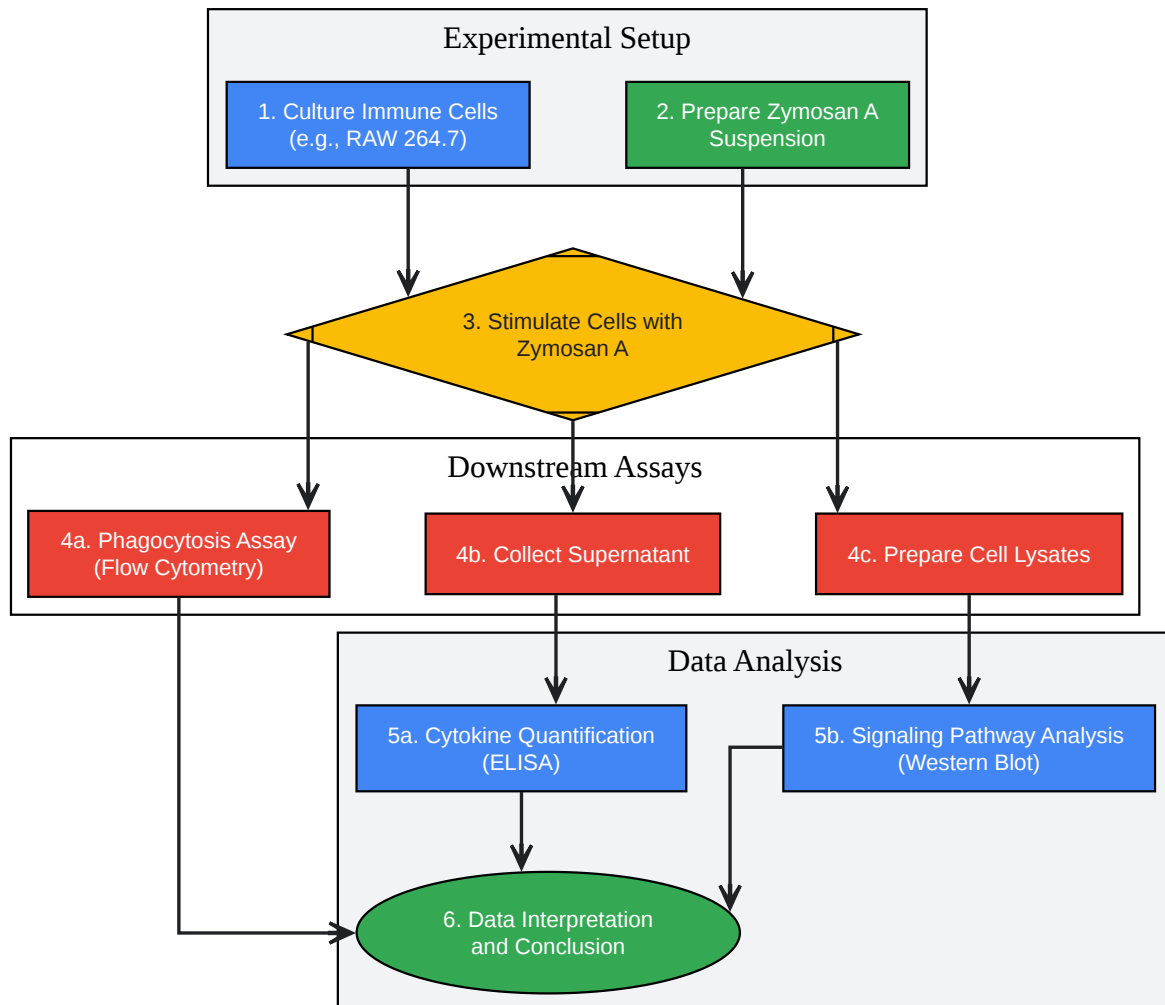 Experimental Setup
1. Culture Immune Cells
(e.g., RAW 264.7)
2. Prepare Zymosan A
Suspension
3. Stimulate Cells with
Zymosan A
Downstream Assays
4a. Phagocytosis Assay
(Flow Cytometry)
4b. Collect Supernatant
4c. Prepare Cell Lysates
Data Analysis
5a. Cytokine Quantification
(ELISA)
5b. Signaling Pathway Analysis
(Western Blot)
6. Data Interpretation
and Conclusion